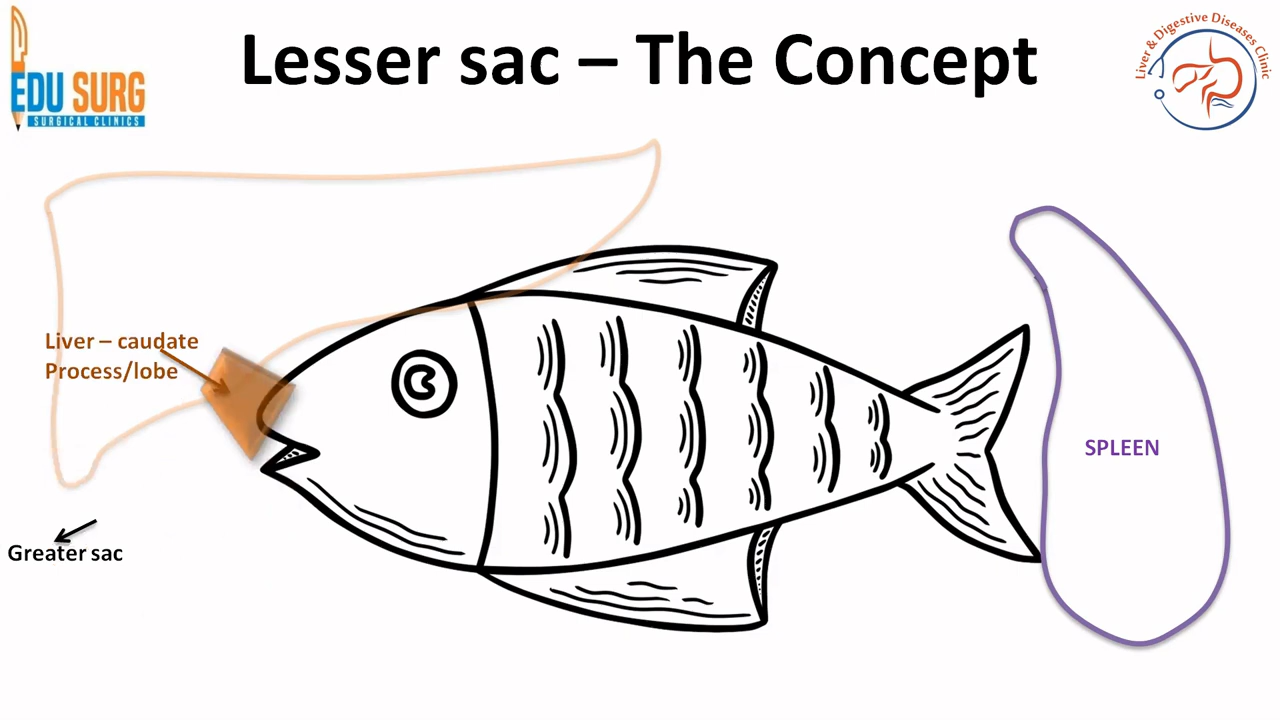 Lesser sac – The Concept
EDU SURG
SURGICAL CLINICS
Liver & Digestive Diseases Clinic
Liver – caudate
Process/lobe
SPLEEN
Greater sac